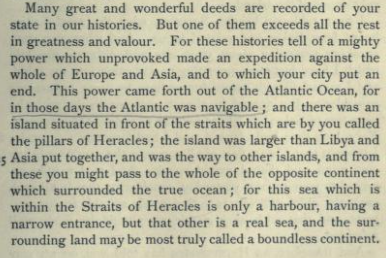 Many great and wonderful deeds are recorded of your
state in our histories. But one of them exceeds all the rest
in greatness and valour. For these histories tell of a mighty
power which unprovoked made an expedition against the
whole of Europe and Asia, and to which your city put an
end. This power came forth out of the Atlantic Ocean, for
in those days the Atlantic was navigable; and there was an
island situated in front of the straits which are by you called
the pillars of Heracles; the island was larger than Libya and
5 Asia put together, and was the way to other islands, and from
these you might pass to the whole of the opposite continent
which surrounded the true ocean; for this sea which is
within the Straits of Heracles is only a harbour, having a
narrow entrance, but that other is a real sea, and the sur-
rounding land may be most truly called a boundless continent.